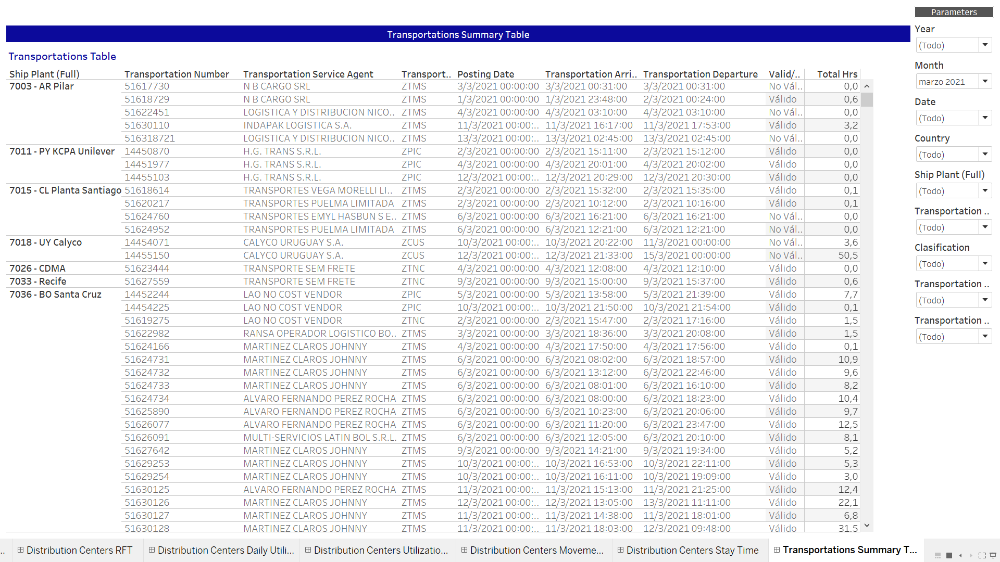 Parameters
Transportations Summary Table
Transportations Table
Ship Plant (Full) Transportation Number Transportation Service Agent Transport.. Posting Date Transportation Arri.. Transportation Departure Valid/.. Total Hrs
7003 - AR Pilar 51617730 N B CARGO SRL ZTMS 3/3/2021 00:00:00 3/3/2021 00:31:00 3/3/2021 00:31:00 No Vál.. 0,0
51618729 N B CARGO SRL ZTMS 1/3/2021 00:00:00 1/3/2021 23:48:00 2/3/2021 00:24:00 Válido 0,6
51622451 LOGISTICA Y DISTRIBUCION NICO.. ZTMS 4/3/2021 00:00:00 4/3/2021 03:10:00 4/3/2021 03:10:00 No Vál.. 0,0
51630110 INDAPAK LOGISTICA S.A. ZTMS 11/3/2021 00:00:.. 11/3/2021 16:17:00 11/3/2021 17:53:00 Válido 3,2
516318721 LOGISTICA Y DISTRIBUCION NICO.. ZTMS 13/3/2021 00:00:.. 13/3/2021 02:45:00 13/3/2021 02:45:00 No Vál.. 0,0
7011 - PY KCPA Unilever 14450870 H.G. TRANS S.R.L. ZPIC 2/3/2021 00:00:00 2/3/2021 15:11:00 2/3/2021 15:12:00 Válido 0,0
14451977 H.G. TRANS S.R.L. ZPIC 4/3/2021 00:00:00 4/3/2021 20:01:00 4/3/2021 20:02:00 Válido 0,0
14455103 H.G. TRANS S.R.L. ZPIC 12/3/2021 00:00:.. 12/3/2021 20:29:00 12/3/2021 20:30:00 Válido 0,0
7015 - CL Planta Santiago 51618614 TRANSPORTES VEGA MORELLI LI.. ZTMS 2/3/2021 00:00:00 2/3/2021 15:32:00 2/3/2021 15:35:00 Válido 0,1
51620217 TRANSPORTES PUELMA LIMITADA ZTMS 2/3/2021 00:00:00 2/3/2021 10:12:00 2/3/2021 10:16:00 Válido 0,1
51624760 TRANSPORTES EMYL HASBUN S E.. ZTMS 6/3/2021 00:00:00 6/3/2021 16:21:00 6/3/2021 16:21:00 No Vál.. 0,0
51624952 TRANSPORTES PUELMA LIMITADA ZTMS 6/3/2021 00:00:00 6/3/2021 12:21:00 6/3/2021 12:21:00 No Vál.. 0,0
7018 - UY Calyco 14454071 CALYCO URUGUAY S.A. ZCUS 10/3/2021 00:00:.. 10/3/2021 20:22:00 11/3/2021 00:00:00 No Vál.. 3,6
14455150 CALYCO URUGUAY S.A. ZCUS 12/3/2021 00:00:.. 12/3/2021 21:33:00 15/3/2021 00:00:00 No Vál.. 50,5
7026 - CDMA 51623444 TRANSPORTE SEM FRETE ZTNC 4/3/2021 00:00:00 4/3/2021 12:08:00 4/3/2021 12:10:00 Válido 0,0
7033 - Recife 51627559 TRANSPORTE SEM FRETE ZTNC 9/3/2021 00:00:00 9/3/2021 15:00:00 9/3/2021 15:37:00 Válido 0,6
7036 - BO Santa Cruz 14452244 LAO NO COST VENDOR ZPIC 5/3/2021 00:00:00 5/3/2021 13:58:00 5/3/2021 21:39:00 Válido 7,7
14454225 LAO NO COST VENDOR ZPIC 10/3/2021 00:00:.. 10/3/2021 21:50:00 10/3/2021 21:54:00 Válido 0,1
51619275 LAO NO COST VENDOR ZTNC 2/3/2021 00:00:00 2/3/2021 15:47:00 2/3/2021 17:16:00 Válido 1,5
51622982 RANSA OPERADOR LOGISTICO BO.. ZTMS 3/3/2021 00:00:00 3/3/2021 18:36:00 3/3/2021 20:08:00 Válido 1,5
51624166 MARTINEZ CLAROS JOHNNY ZTMS 4/3/2021 00:00:00 4/3/2021 17:50:00 4/3/2021 17:56:00 Válido 0,1
51624731 MARTINEZ CLAROS JOHNNY ZTMS 6/3/2021 00:00:00 6/3/2021 08:02:00 6/3/2021 18:57:00 Válido 10,9
51624732 MARTINEZ CLAROS JOHNNY ZTMS 6/3/2021 00:00:00 6/3/2021 13:12:00 6/3/2021 22:46:00 Válido 9,6
51624733 MARTINEZ CLAROS JOHNNY ZTMS 6/3/2021 00:00:00 6/3/2021 08:01:00 6/3/2021 16:10:00 Válido 8,2
51624734 ALVARO FERNANDO PEREZ ROCHA ZTMS 6/3/2021 00:00:00 6/3/2021 08:00:00 6/3/2021 18:23:00 Válido 10,4
51625890 ALVARO FERNANDO PEREZ ROCHA ZTMS 6/3/2021 00:00:00 6/3/2021 10:23:00 6/3/2021 20:06:00 Válido 9,7
51626077 ALVARO FERNANDO PEREZ ROCHA ZTMS 6/3/2021 00:00:00 6/3/2021 11:20:00 6/3/2021 23:47:00 Válido 12,5
51626091 MULTI-SERVICIOS LATIN BOL S.R.L. ZTMS 6/3/2021 00:00:00 6/3/2021 12:05:00 6/3/2021 20:10:00 Válido 8,1
51627642 MARTINEZ CLAROS JOHNNY ZTMS 9/3/2021 00:00:00 9/3/2021 14:21:00 9/3/2021 19:34:00 Válido 5,2
51629253 MARTINEZ CLAROS JOHNNY ZTMS 10/3/2021 00:00:.. 10/3/2021 16:53:00 10/3/2021 22:11:00 Válido 5,3
51629254 MARTINEZ CLAROS JOHNNY ZTMS 10/3/2021 00:00:.. 10/3/2021 16:11:00 10/3/2021 19:09:00 Válido 3,0
51630125 ALVARO FERNANDO PEREZ ROCHA ZTMS 11/3/2021 00:00:.. 11/3/2021 15:13:00 11/3/2021 21:25:00 Válido 12,4
51630126 MARTINEZ CLAROS JOHNNY ZTMS 12/3/2021 00:00:.. 12/3/2021 13:05:00 13/3/2021 11:11:00 Válido 22,1
51630127 MARTINEZ CLAROS JOHNNY ZTMS 11/3/2021 00:00:.. 11/3/2021 14:38:00 11/3/2021 18:01:00 Válido 6,8
51630128 MARTINEZ CLAROS JOHNNY ZTMS 11/3/2021 00:00:.. 11/3/2021 18:03:00 12/3/2021 09:48:00 Válido 31,5
Year
(Todo)
Month
marzo 2021
Date
(Todo)
Country
(Todo)
Ship Plant (Full)
(Todo)
Transportation ..
(Todo)
Clasification
(Todo)
Transportation ..
(Todo)
Transportation ..
(Todo)
.. Distribution Centers RFT Distribution Centers Daily Utili... Distribution Centers Utilizatio... Distribution Centers Moveme... Distribution Centers Stay Time Transportations Summary T...